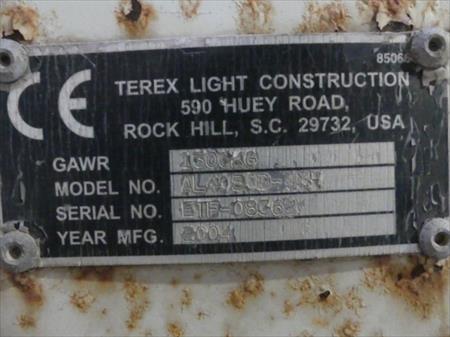 8506
CE TEREX LIGHT CONSTRUCTION
590 HUEY ROAD,
ROCK HILL, S.C. 29732, USA
GAWR
MODEL NO.
SERIAL NO.
YEAR MFG. 2004